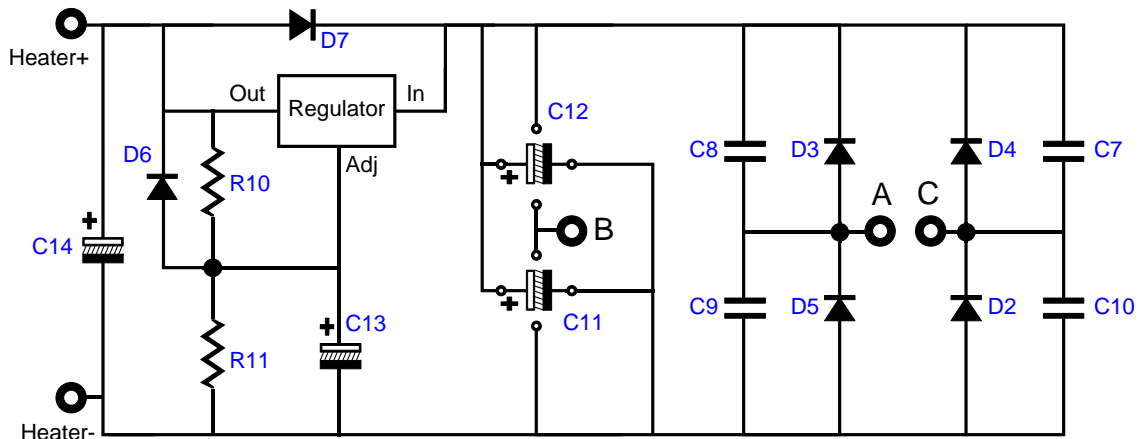 Heater+
D7
Out
Regulator
In
C12
D6
Adj
C8
D3
D4
C7
R10
+
A
C
+
B
C14
+
C9
D5
D2
C10
+
C13
C11
R11
Heater-